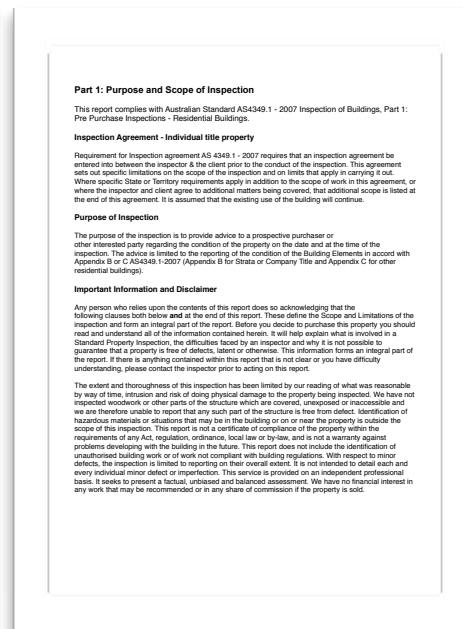 Part 1: Purpose and Scope of Inspection
This report complies with Australian Standard AS4349.1 - 2007 Inspection of Buildings, Part 1:
Pre Purchase Inspections - Residential Buildings.
Inspection Agreement - Individual title property
Requirement for Inspection agreement AS 4349.1 - 2007 requires that an inspection agreement be
entered into between the inspector & the client prior to the conduct of the inspection. This agreement
sets out specific limitations on the scope of the inspection and on limits that apply in carrying it out.
Where specific State or Territory requirements apply in addition to the scope of work in this agreement, or
where the inspector and client agree to additional matters being covered, that additional scope is listed at
the end of this agreement. It is assumed that the existing use of the building will continue.
Purpose of Inspection
The purpose of the inspection is to provide advice to a prospective purchaser or
other interested party regarding the condition of the property on the date and at the time of the
inspection. The advice is limited to the reporting of the condition of the Building Elements in accord with
Appendix B or C AS4349.1-2007 (Appendix B for Strata or Company Title and Appendix C for other
residential buildings).
Important Information and Disclaimer
Any person who relies upon the contents of this report does so acknowledging that the
following clauses both below and at the end of this report. These define the Scope and Limitations of the
inspection and form an integral part of the report. Before you decide to purchase this property you should
read and understand all of the information contained herein. It will help explain what is involved in a
Standard Property Inspection, the difficulties faced by an inspector and why it is not possible to
guarantee that a property is free of defects, latent or otherwise. This information forms an integral part of
the report. If there is anything contained within this report that is not clear or you have difficulty
understanding, please contact the inspector prior to acting on this report.
The extent and thoroughness of this inspection has been limited by our reading of what was reasonable
by way of time, intrusion and risk of doing physical damage to the property being inspected. We have not
inspected woodwork or other parts of the structure which are covered, unexposed or inaccessible and
we are therefore unable to report that any such part of the structure is free from defect. Identification of
hazardous materials or situations that may be in the building or on or near the property is outside the
scope of this inspection. This report is not a certificate of compliance of the property within the
requirements of any Act, regulation, ordinance, local law or by-law, and is not a warranty against
problems developing with the building in the future. This report does not include the identification of
unauthorised building work or of work not compliant with building regulations. With respect to minor
defects, the inspection is limited to reporting on their overall extent. It is not intended to detail each and
every individual minor defect or imperfection. This service is provided on an independent professional
basis. It seeks to present a factual, unbiased and balanced assessment. We have no financial interest in
any work that may be recommended or in any share of commission if the property is sold.